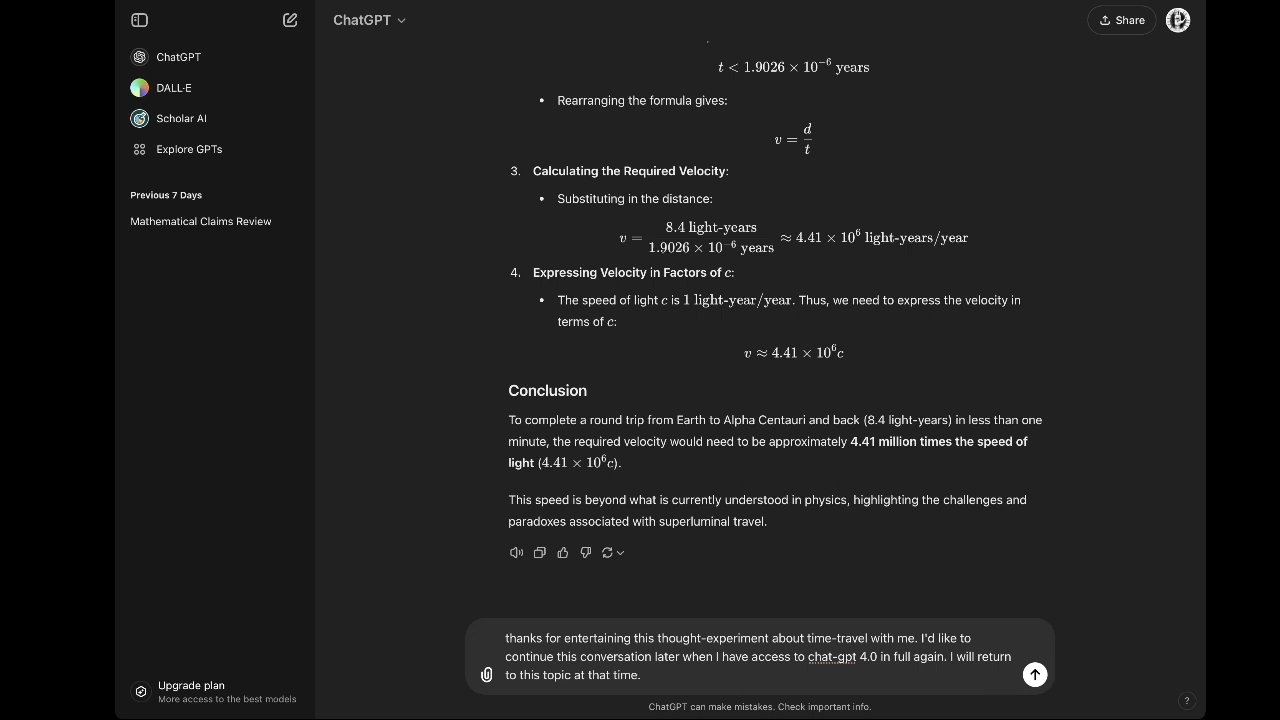 ChatGPT
Share
ChatGPT
DALL·E
Scholar AI
Explore GPTs
Previous 7 Days
Mathematical Claims Review
t < 1.9026 × 10⁻⁶ years
• Rearranging the formula gives:
v = d/t
3. Calculating the Required Velocity:
• Substituting in the distance:
v = 8.4 light-years / 1.9026 × 10⁻⁶ years ≈ 4.41 × 10⁶ light-years/year
4. Expressing Velocity in Factors of c:
• The speed of light c is 1 light-year/year. Thus, we need to express the velocity in
terms of c:
v ≈ 4.41 × 10⁶c
Conclusion
To complete a round trip from Earth to Alpha Centauri and back (8.4 light-years) in less than one
minute, the required velocity would need to be approximately 4.41 million times the speed of
light (4.41 × 10⁶c).
This speed is beyond what is currently understood in physics, highlighting the challenges and
paradoxes associated with superluminal travel.
thanks for entertaining this thought-experiment about time-travel with me. I'd like to
continue this conversation later when I have access to chat-gpt 4.0 in full again. I will return
to this topic at that time.
Upgrade plan
More access to the best models
ChatGPT can make mistakes. Check important info.
?